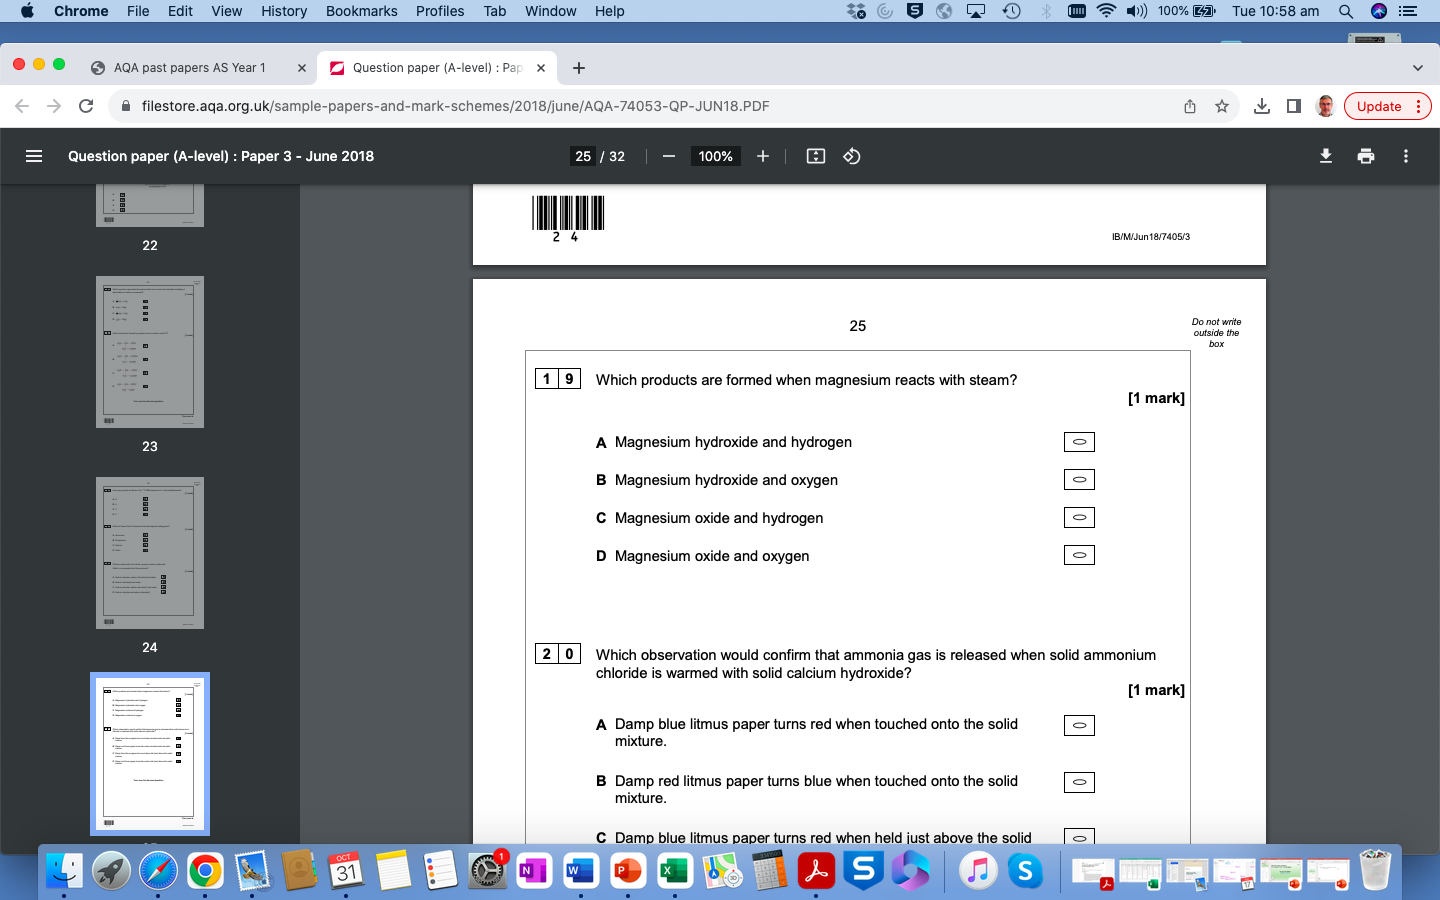 Chrome File Edit View History Bookmarks Profiles Tab Window Help 100% Tue 10:58 am
AQA past papers AS Year 1
Question paper (A-level) : Pap
filestore.aqa.org.uk/sample-papers-and-mark-schemes/2018/june/AQA-74053-QP-JUN18.PDF
Update
Question paper (A-level) : Paper 3 - June 2018
25 / 32
100%
22
23
24
2 4
IB/M/Jun18/7405/3
25
Do not write
outside the
box
1 9 Which products are formed when magnesium reacts with steam?
[1 mark]
A Magnesium hydroxide and hydrogen
B Magnesium hydroxide and oxygen
C Magnesium oxide and hydrogen
D Magnesium oxide and oxygen
2 0 Which observation would confirm that ammonia gas is released when solid ammonium
chloride is warmed with solid calcium hydroxide?
[1 mark]
A Damp blue litmus paper turns red when touched onto the solid
mixture.
B Damp red litmus paper turns blue when touched onto the solid
mixture.
C Damp blue litmus paper turns red when held just above the solid
OCT
31
1